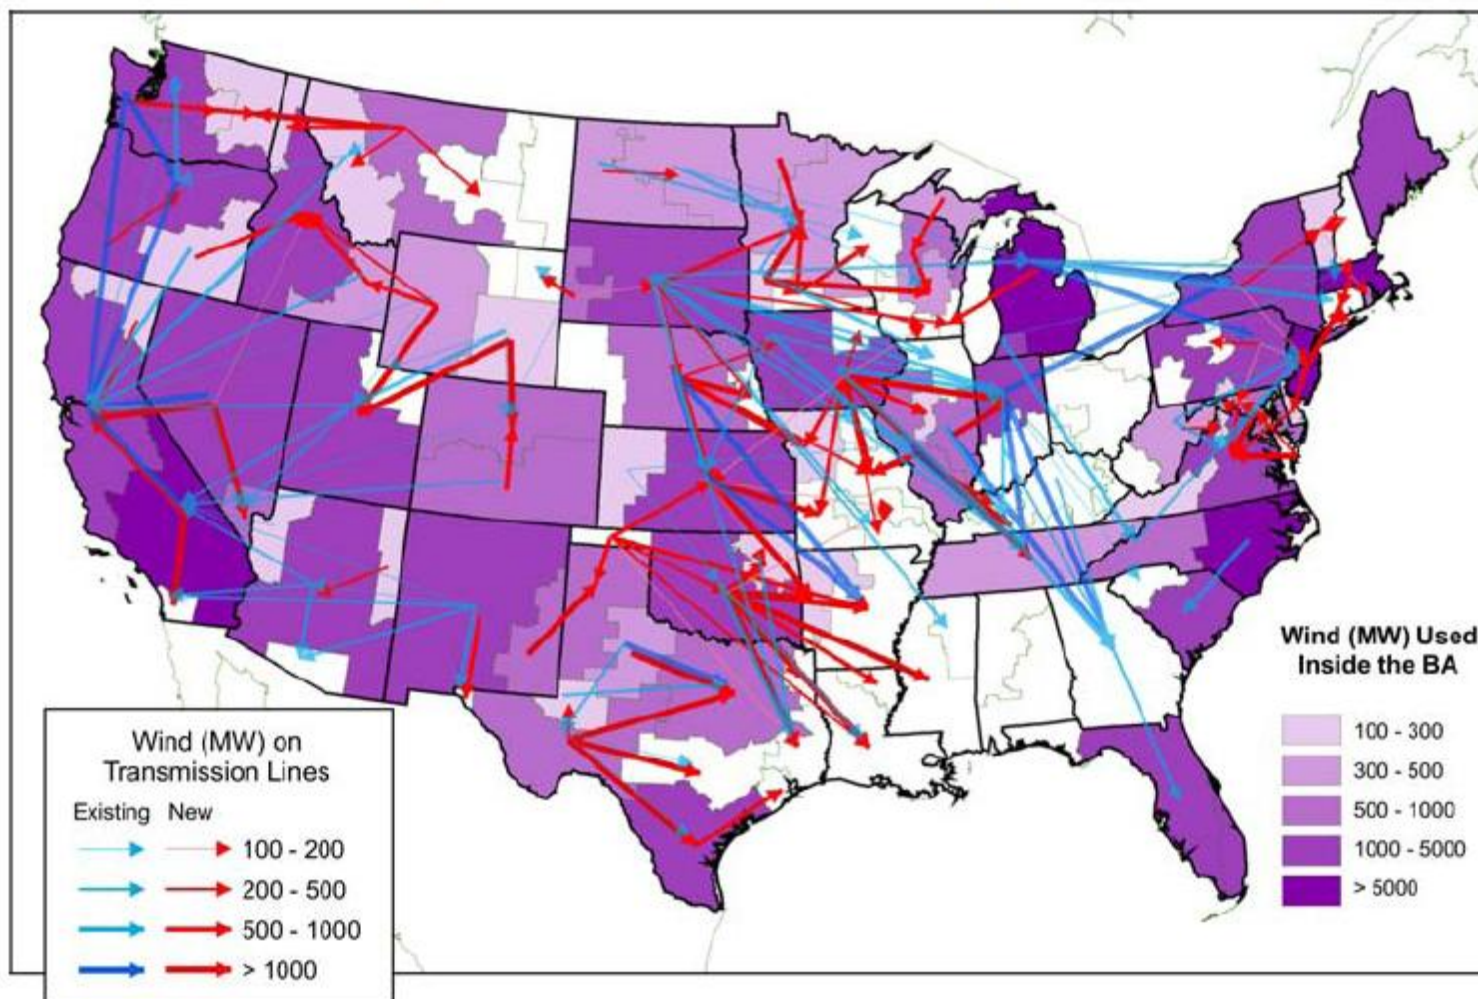 Wind (MW) Used
Inside the BA
100 - 300
300 - 500
500 - 1000
1000 - 5000
> 5000
Wind (MW) on
Transmission Lines
Existing New
100 - 200
200 - 500
500 - 1000
> 1000